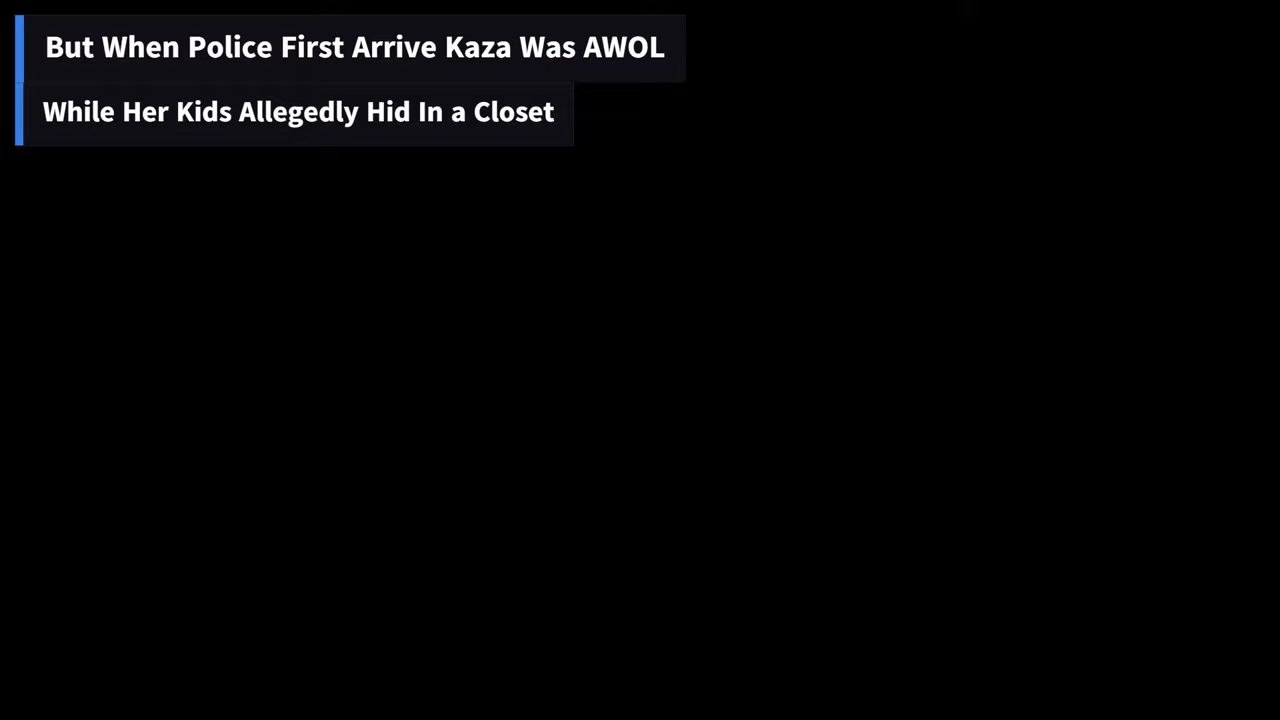 But When Police First Arrive Kaza Was AWOL
While Her Kids Allegedly Hid In a Closet